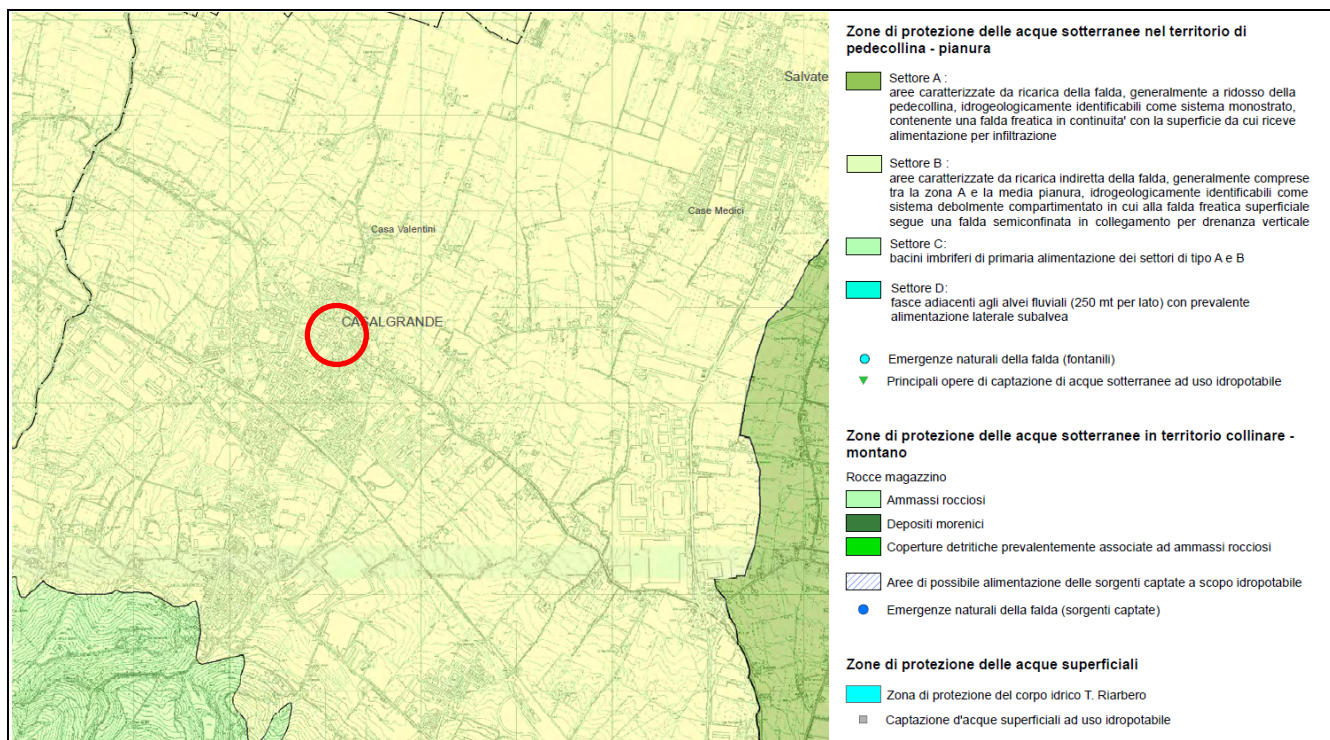 Salvate
Case Medici
Casa Valentini
CASALGRANDE
Zone di protezione delle acque sotterranee nel territorio di
pedecollina - pianura
Settore A :
aree caratterizzate da ricarica della falda, generalmente a ridosso della
pedecollina, idrogeologicamente identificabili come sistema monostrato,
contenente una falda freatica in continuita' con la superficie da cui riceve
alimentazione per infiltrazione
Settore B :
aree caratterizzate da ricarica indiretta della falda, generalmente comprese
tra la zona A e la media pianura, idrogeologicamente identificabili come
sistema debolmente compartimentato in cui alla falda freatica superficiale
segue una falda semiconfinata in collegamento per drenanza verticale
Settore C:
bacini imbriferi di primaria alimentazione dei settori di tipo A e B
Settore D:
fasce adiacenti agli alvei fluviali (250 mt per lato) con prevalente
alimentazione laterale subalvea
Emergenze naturali della falda (fontanili)
Principali opere di captazione di acque sotterranee ad uso idropotabile
Zone di protezione delle acque sotterranee in territorio collinare -
montano
Rocce magazzino
Ammassi rocciosi
Depositi morenici
Coperture detritiche prevalentemente associate ad ammassi rocciosi
Aree di possibile alimentazione delle sorgenti captate a scopo idropotabile
Emergenze naturali della falda (sorgenti captate)
Zone di protezione delle acque superficiali
Zona di protezione del corpo idrico T. Riarbero
Captazione d'acque superficiali ad uso idropotabile